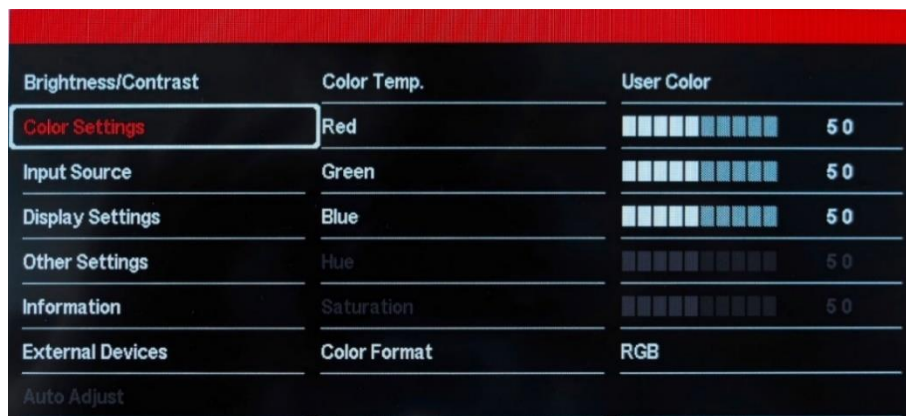 Brightness/Contrast Color Temp. User Color
Color Settings Red 50
Input Source Green 50
Display Settings Blue 50
Other Settings Hue 50
Information Saturation 50
External Devices Color Format RGB
Auto Adjust